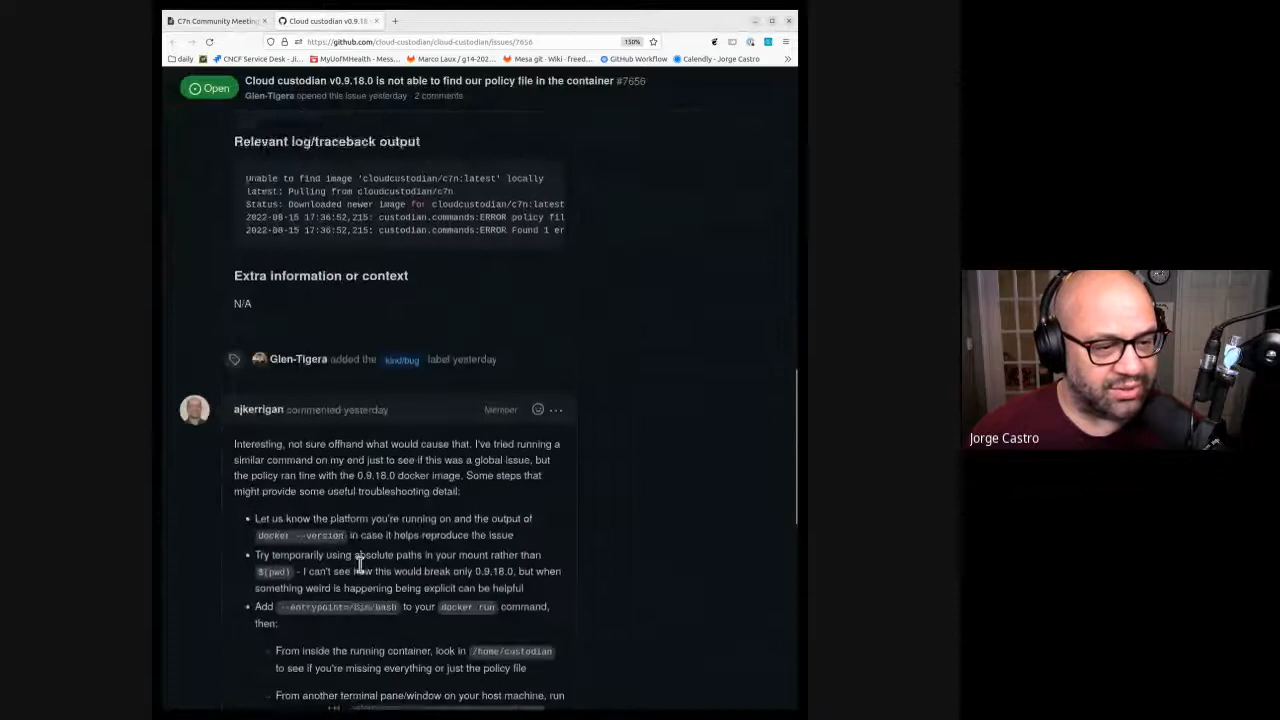 C7n Community Meeting
Cloud custodian v0.9.18
https://github.com/cloud-custodian/cloud-custodian/issues/7656
150%
daily
CNCF Service Desk - Ji...
MyUofMHealth - Mess...
Marco Laux / g14-202...
Mesa git · Wiki · freed...
GitHub Workflow
Calendly - Jorge Castro
Open
Cloud custodian v0.9.18.0 is not able to find our policy file in the container #7656
Glen-Tigera opened this issue yesterday · 2 comments
Relevant log/traceback output
Unable to find image 'cloudcustodian/c7n:latest' locally
latest: Pulling from cloudcustodian/c7n
Status: Downloaded newer image for cloudcustodian/c7n:latest
2022-08-15 17:36:52,215: custodian.commands:ERROR policy fil
2022-08-15 17:36:52,215: custodian.commands:ERROR Found 1 er
Extra information or context
N/A
Glen-Tigera added the kind/bug label yesterday
ajkerrigan commented yesterday
Member
Interesting, not sure offhand what would cause that. I've tried running a
similar command on my end just to see if this was a global issue, but
the policy ran fine with the 0.9.18.0 docker image. Some steps that
might provide some useful troubleshooting detail:
Let us know the platform you're running on and the output of
docker --version in case it helps reproduce the issue
Try temporarily using absolute paths in your mount rather than
$(pwd) - I can't see how this would break only 0.9.18.0, but when
something weird is happening being explicit can be helpful
Add --entrypoint=/bin/bash to your docker run command,
then:
From inside the running container, look in /home/custodian
to see if you're missing everything or just the policy file
From another terminal pane/window on your host machine, run
Jorge Castro